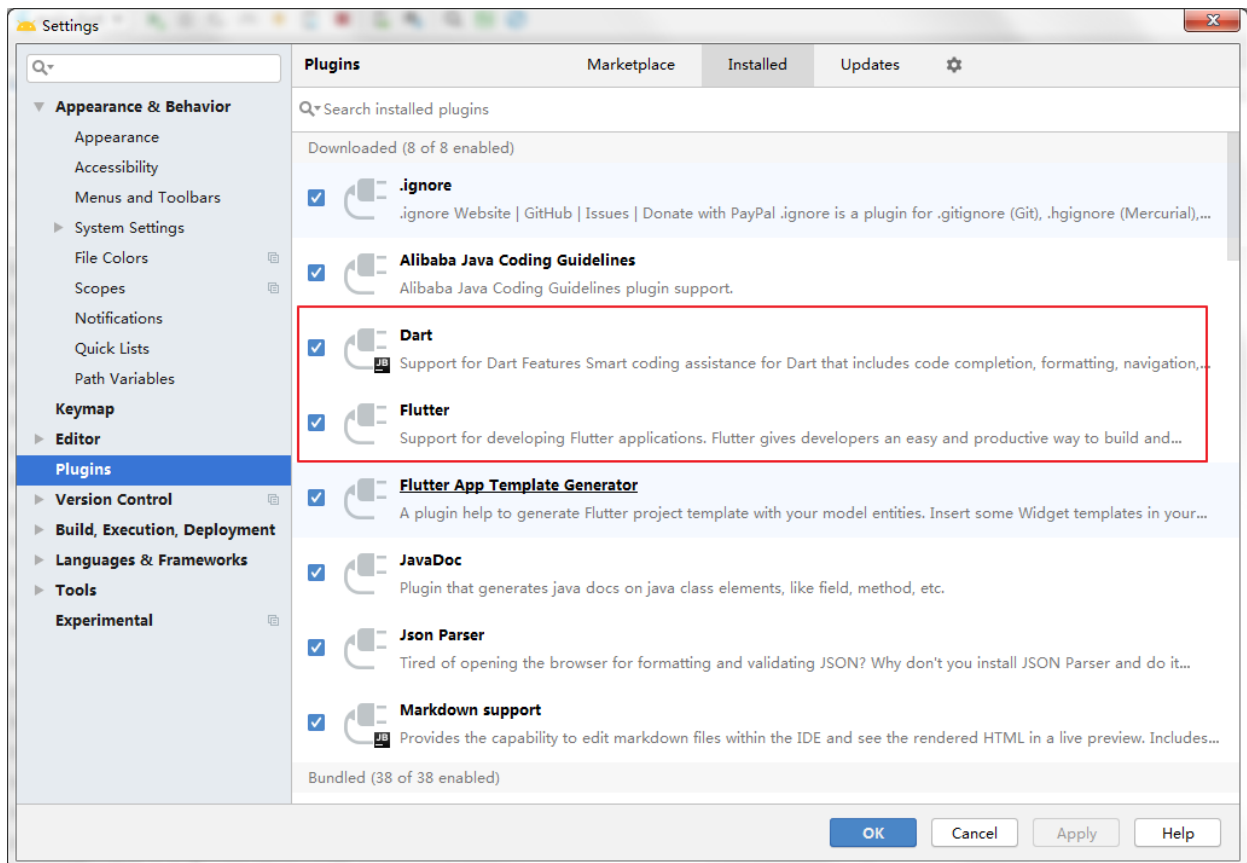 Settings
Plugins
Marketplace
Installed
Updates
Appearance & Behavior
Appearance
Accessibility
Menus and Toolbars
System Settings
File Colors
Scopes
Notifications
Quick Lists
Path Variables
Keymap
Editor
Plugins
Version Control
Build, Execution, Deployment
Languages & Frameworks
Tools
Experimental
Search installed plugins
Downloaded (8 of 8 enabled)
.ignore
.ignore Website | GitHub | Issues | Donate with PayPal .ignore is a plugin for .gitignore (Git), .hgignore (Mercurial),...
Alibaba Java Coding Guidelines
Alibaba Java Coding Guidelines plugin support.
Dart
JB
Support for Dart Features Smart coding assistance for Dart that includes code completion, formatting, navigation,...
Flutter
Support for developing Flutter applications. Flutter gives developers an easy and productive way to build and...
Flutter App Template Generator
A plugin help to generate Flutter project template with your model entities. Insert some Widget templates in your...
JavaDoc
Plugin that generates java docs on java class elements, like field, method, etc.
Json Parser
Tired of opening the browser for formatting and validating JSON? Why don't you install JSON Parser and do it...
Markdown support
JB
Provides the capability to edit markdown files within the IDE and see the rendered HTML in a live preview. Includes...
Bundled (38 of 38 enabled)
OK
Cancel
Apply
Help